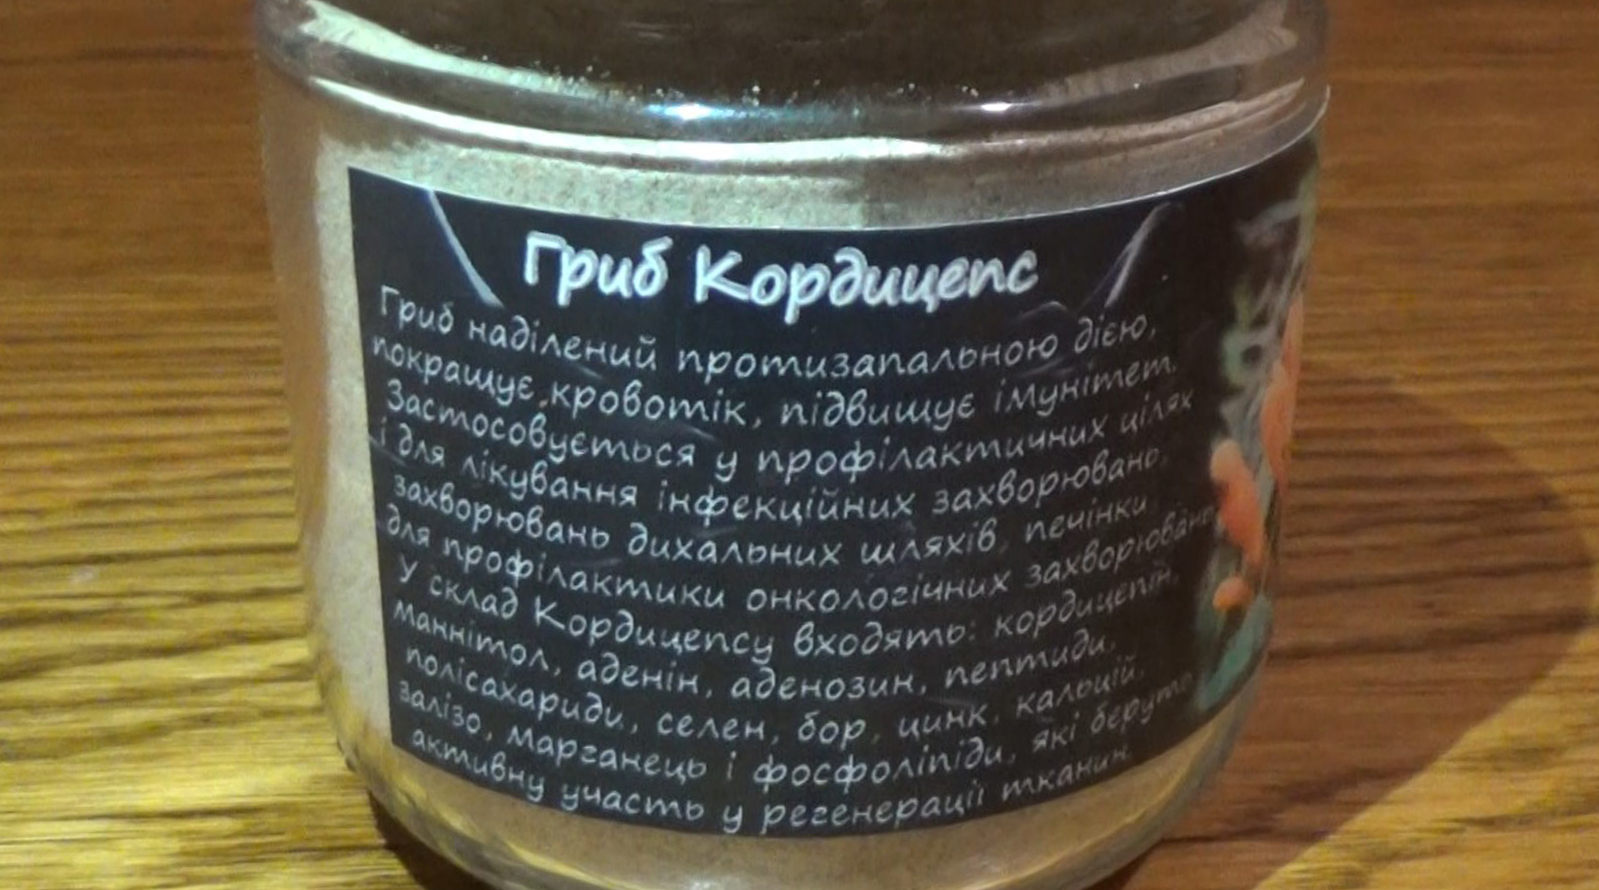 Гриб Кордицепс
Гриб наділений протизапальною дією,
покращує кровотік, підвищує імунітет.
Застосовується у профілактичних цілях
і для лікування інфекційних захворювань,
захворювань дихальних шляхів, печінки
для профілактики онкологічних захворювань
У склад Кордицепсу входять: кордицепін,
маннітол, аденін, аденозин, пептиди,
полісахариди, селен, бор, цинк, кальцій,
залізо, марганець і фосфоліпіди, які беруть
активну участь у регенерації тканин